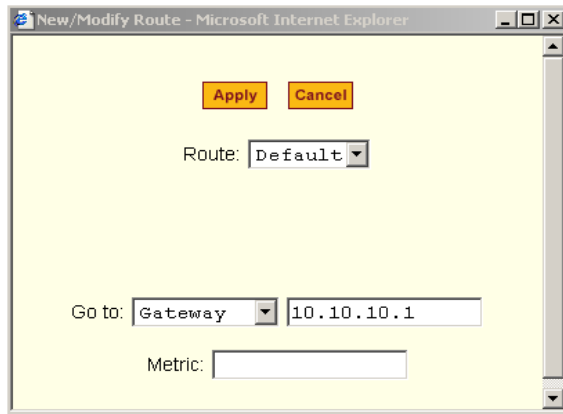 New/Modify Route - Microsoft Internet Explorer
Apply Cancel
Route: Default
Go to: Gateway 10.10.10.1
Metric: